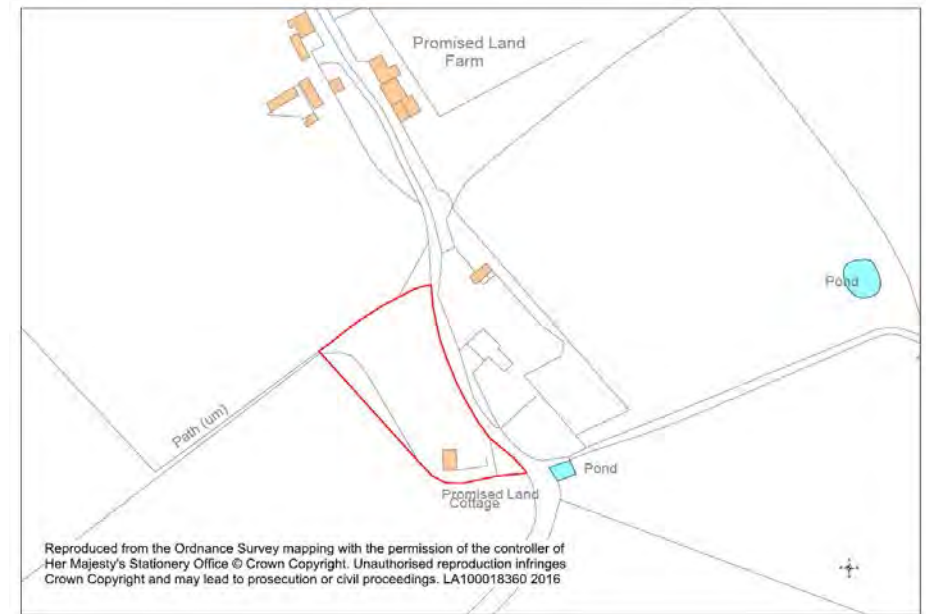 Promised Land
Farm
Pond
Path (um)
Pond
Promised Land
Cottage
Reproduced from the Ordnance Survey mapping with the permission of the controller of
Her Majesty's Stationery Office © Crown Copyright. Unauthorised reproduction infringes
Crown Copyright and may lead to prosecution or civil proceedings. LA100018360 2016